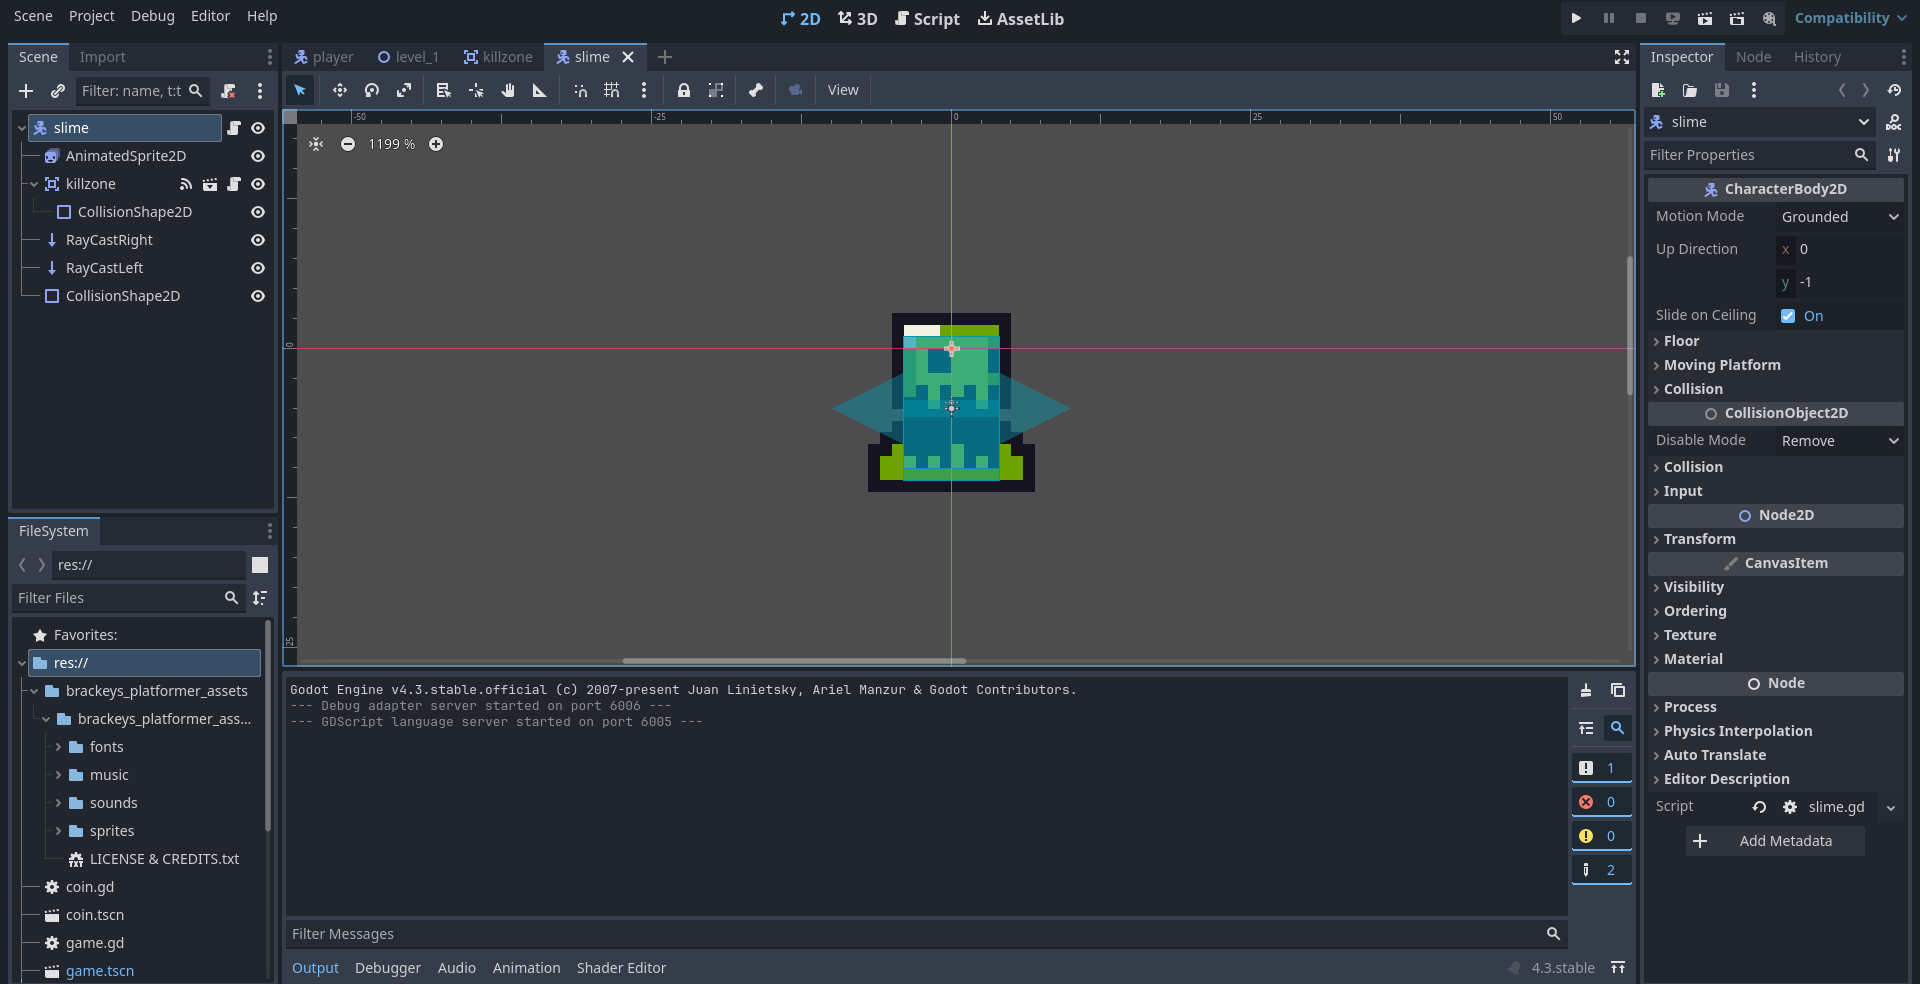 Scene Project Debug Editor Help
2D 3D Script AssetLib
Compatibility
Scene Import
Filter: name, t:t
slime
AnimatedSprite2D
killzone
CollisionShape2D
RayCastRight
RayCastLeft
CollisionShape2D
FileSystem
res://
Filter Files
Favorites:
res://
brackeys_platformer_assets
brackeys_platformer_ass...
fonts
music
sounds
sprites
LICENSE & CREDITS.txt
coin.gd
coin.tscn
game.gd
game.tscn
player level_1 killzone slime
View
-50 -25 0 25 50
1199 %
0
25
Godot Engine v4.3.stable.official (c) 2007-present Juan Linietsky, Ariel Manzur & Godot Contributors.
--- Debug adapter server started on port 6006 ---
--- GDScript language server started on port 6005 ---
1
0
0
2
Filter Messages
Output Debugger Audio Animation Shader Editor
4.3.stable
Inspector Node History
slime
Filter Properties
CharacterBody2D
Motion Mode Grounded
Up Direction x 0
y -1
Slide on Ceiling On
Floor
Moving Platform
Collision
CollisionObject2D
Disable Mode Remove
Collision
Input
Node2D
Transform
CanvasItem
Visibility
Ordering
Texture
Material
Node
Process
Physics Interpolation
Auto Translate
Editor Description
Script slime.gd
Add Metadata